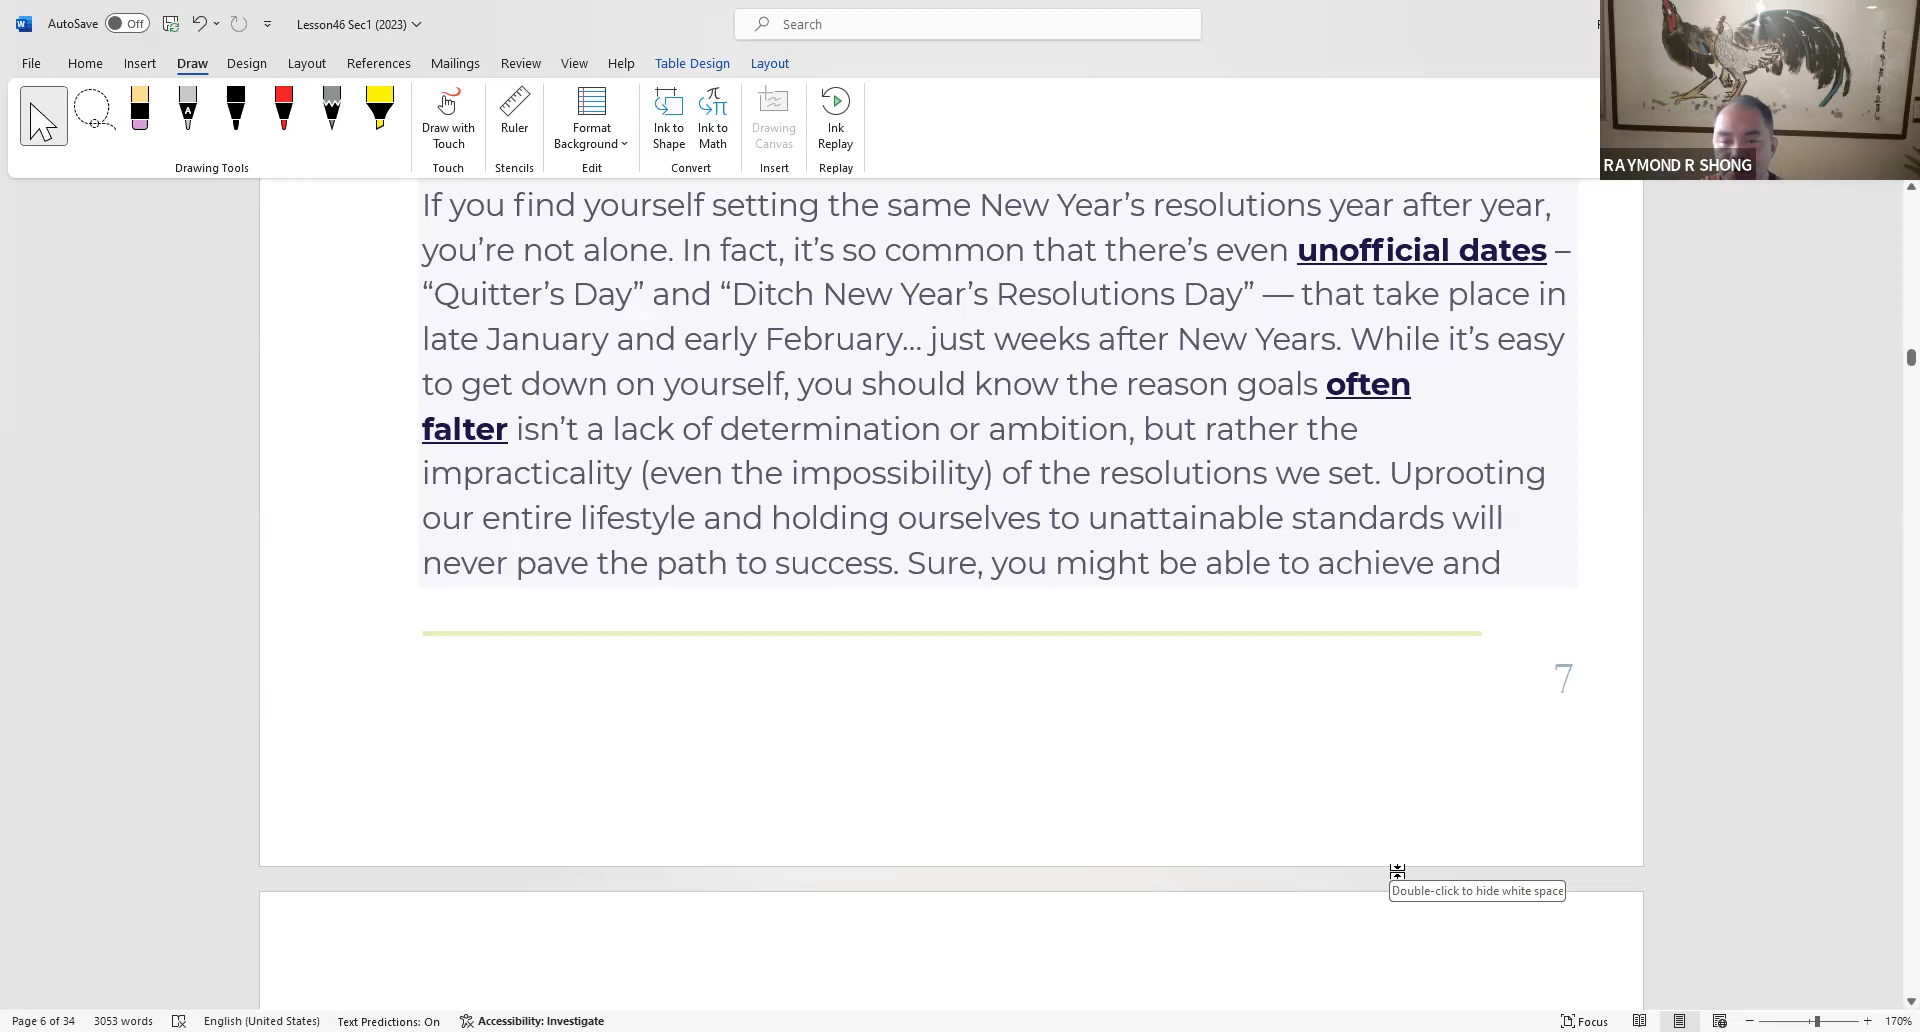 AutoSave Off Lesson46 Sec1 (2023) Search
File Home Insert Draw Design Layout References Mailings Review View Help Table Design Layout
A
Draw with Touch
Ruler
Format Background
Ink to Shape
Ink to Math
Drawing Canvas
Ink Replay
Drawing Tools Touch Stencils Edit Convert Insert Replay
RAYMOND R SHONG
If you find yourself setting the same New Year’s resolutions year after year,
you’re not alone. In fact, it’s so common that there’s even unofficial dates –
“Quitter’s Day” and “Ditch New Year’s Resolutions Day” — that take place in
late January and early February… just weeks after New Years. While it’s easy
to get down on yourself, you should know the reason goals often
falter isn’t a lack of determination or ambition, but rather the
impracticality (even the impossibility) of the resolutions we set. Uprooting
our entire lifestyle and holding ourselves to unattainable standards will
never pave the path to success. Sure, you might be able to achieve and
7
Double-click to hide white space
Page 6 of 34 3053 words English (United States) Text Predictions: On Accessibility: Investigate Focus 170%